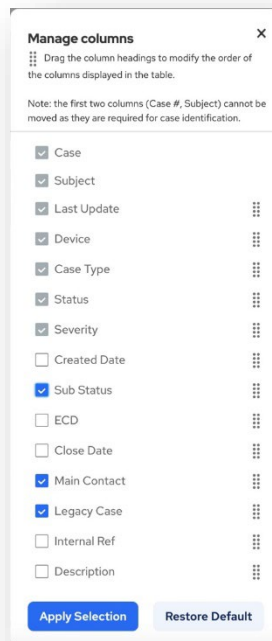 Manage columns
Drag the column headings to modify the order
of the columns displayed in the table.
Note: the first two columns (Case #, Subject) cannot be
moved as they are required for case identification.
Case
Subject
Last Update
Device
Case Type
Status
Severity
Created Date
Sub Status
ECD
Close Date
Main Contact
Legacy Case
Internal Ref
Description
Apply Selection Restore Default